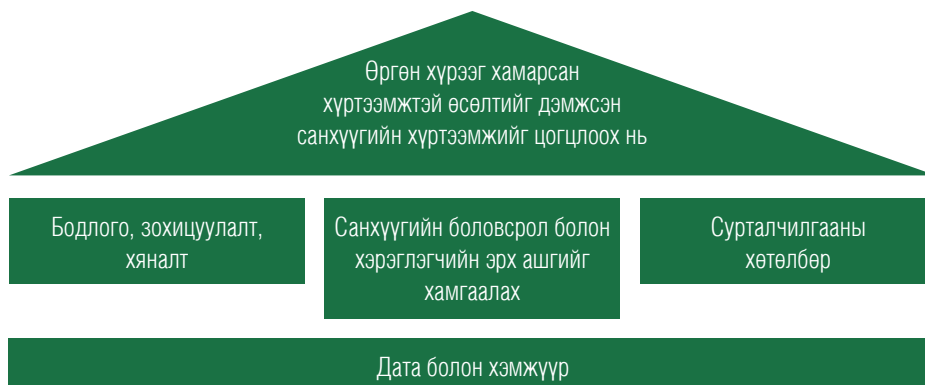 Өргөн хүрээг хамарсан
хүртээмжтэй өсөлтийг дэмжсэн
санхүүгийн хүртээмжийг цогцлоох нь
Бодлого, зохицуулалт,
хяналт
Санхүүгийн боловсрол болон
хэрэглэгчийн эрх ашгийг
хамгаалах
Сурталчилгааны
хөтөлбөр
Дата болон хэмжүүр